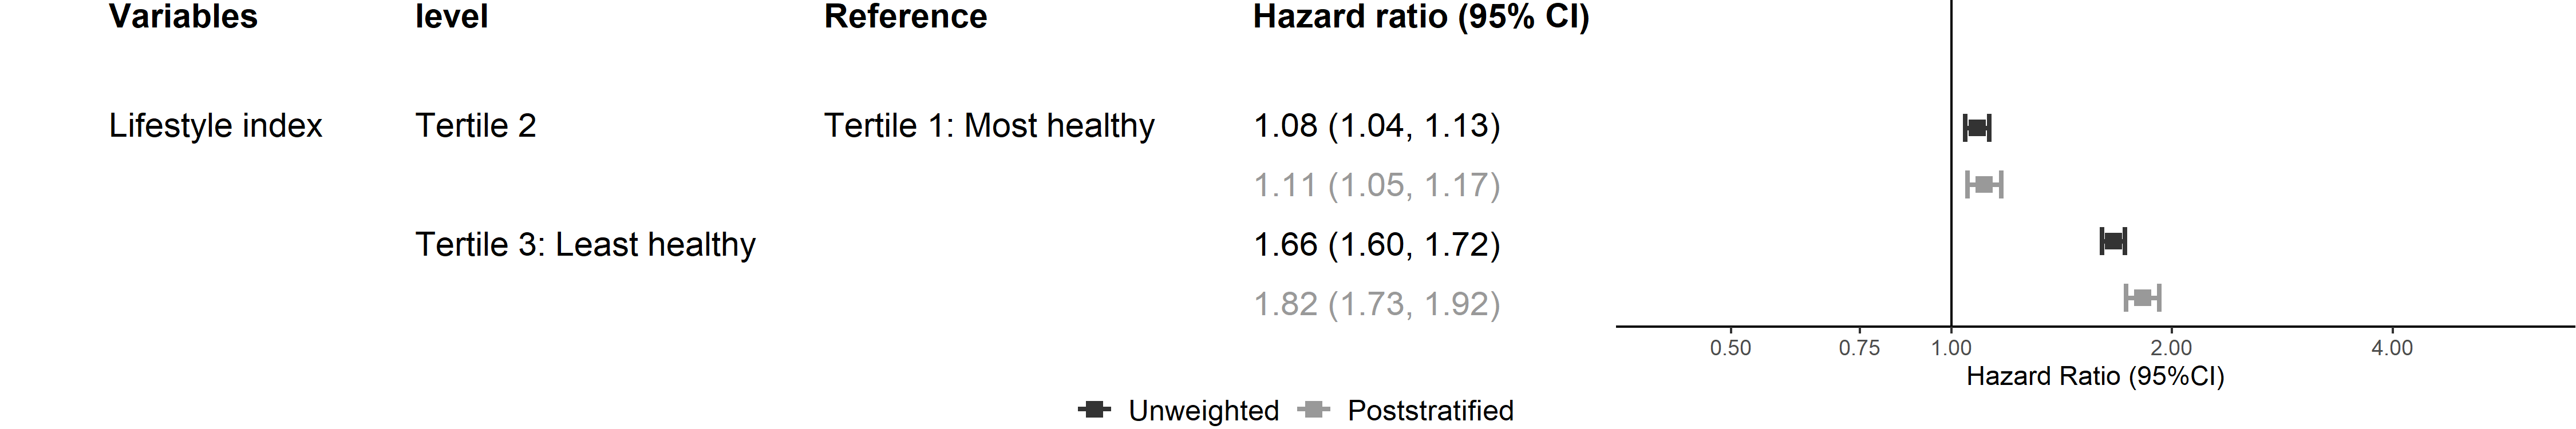 Variables level Reference Hazard ratio (95% CI)
Lifestyle index Tertile 2 Tertile 1: Most healthy 1.08 (1.04, 1.13)
1.11 (1.05, 1.17)
Tertile 3: Least healthy 1.66 (1.60, 1.72)
1.82 (1.73, 1.92)
0.50 0.75 1.00 2.00 4.00
Hazard Ratio (95%CI)
Unweighted Poststratified